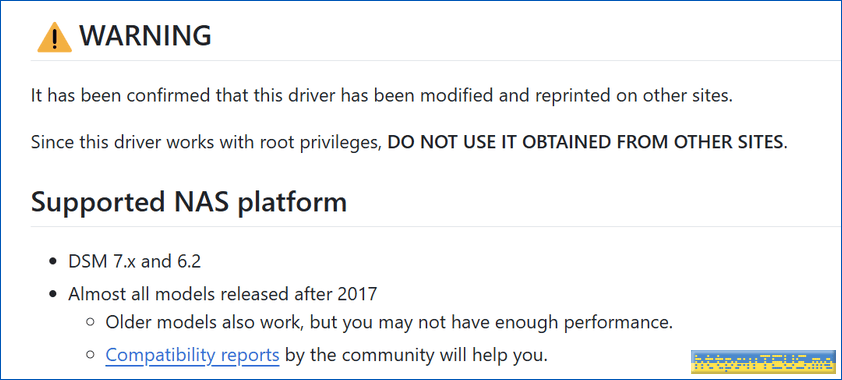 ⚠ WARNING
It has been confirmed that this driver has been modified and reprinted on other sites.
Since this driver works with root privileges, DO NOT USE IT OBTAINED FROM OTHER SITES.
Supported NAS platform
• DSM 7.x and 6.2
• Almost all models released after 2017
◦ Older models also work, but you may not have enough performance.
◦ Compatibility reports by the community will help you.